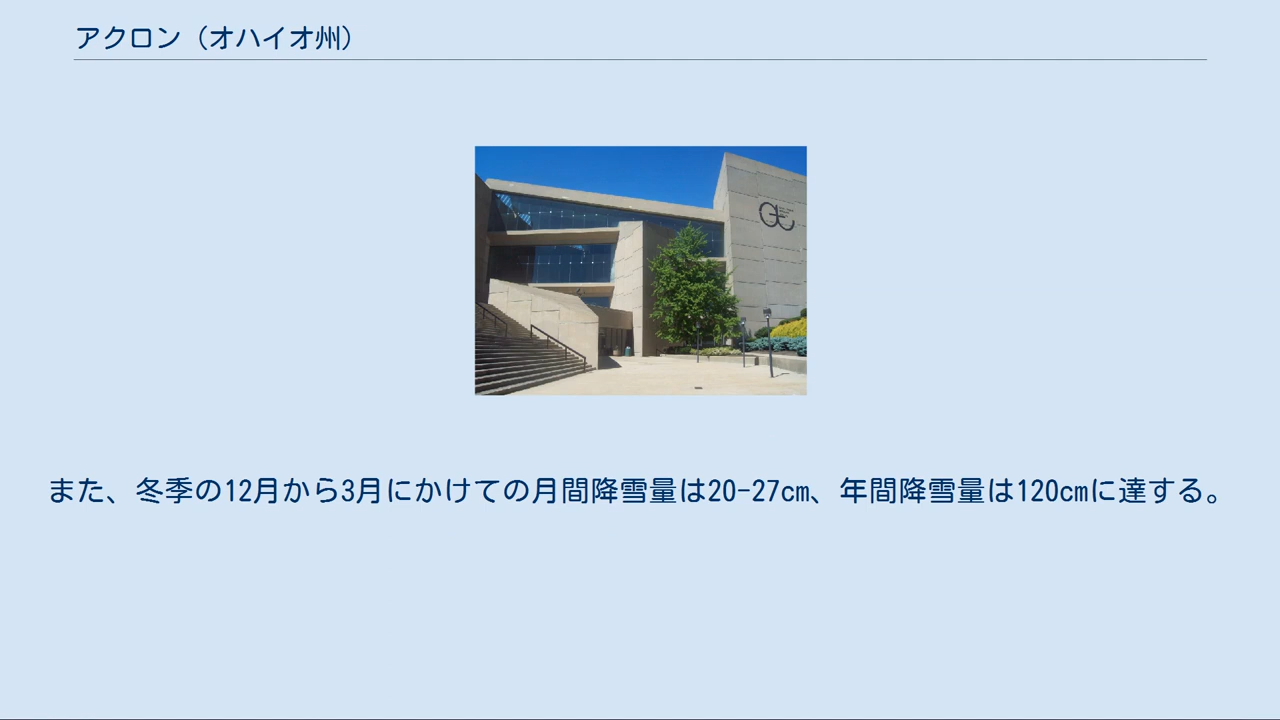 アクロン（オハイオ州）
また、冬季の12月から3月にかけての月間降雪量は20-27cm、年間降雪量は120cmに達する。